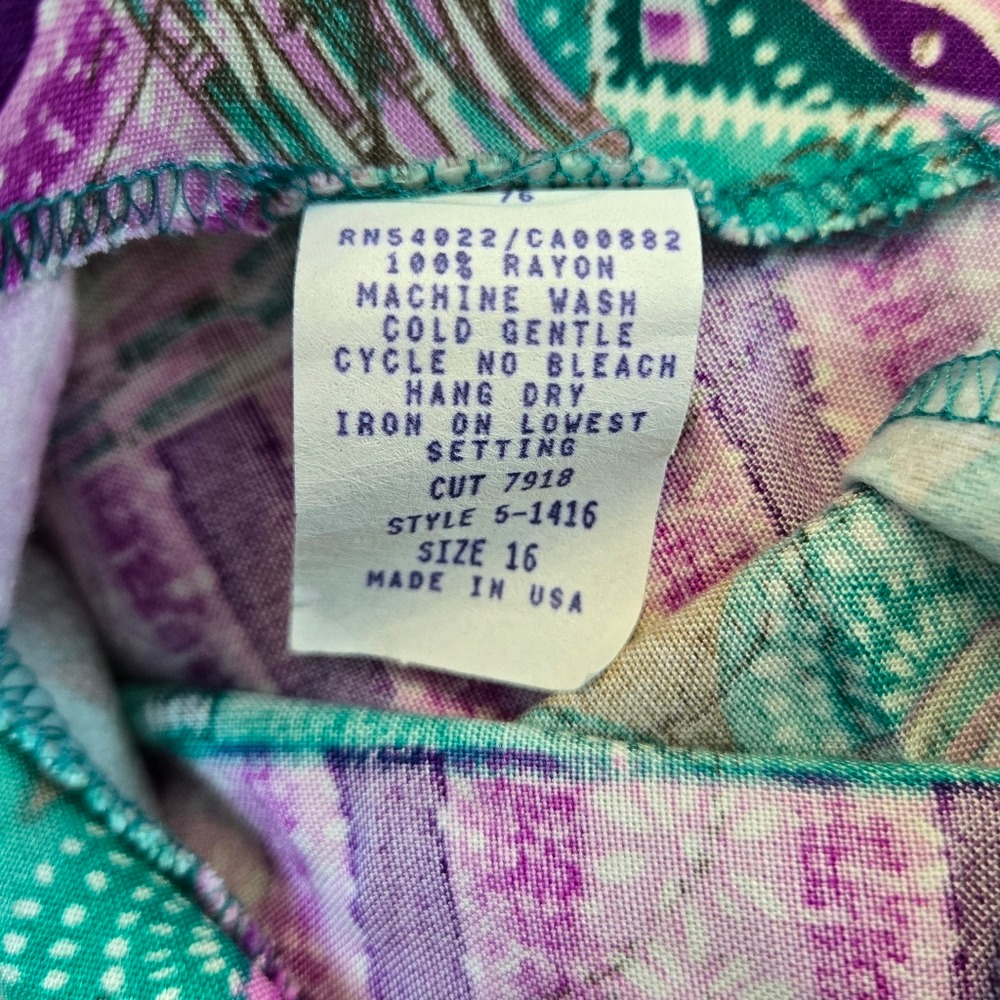 76
RN54022/CA00882
100% RAYON
MACHINE WASH
COLD GENTLE
CYCLE NO BLEACH
HANG DRY
IRON ON LOWEST
SETTING
CUT 7918
STYLE 5-1416
SIZE 16
MADE IN USA